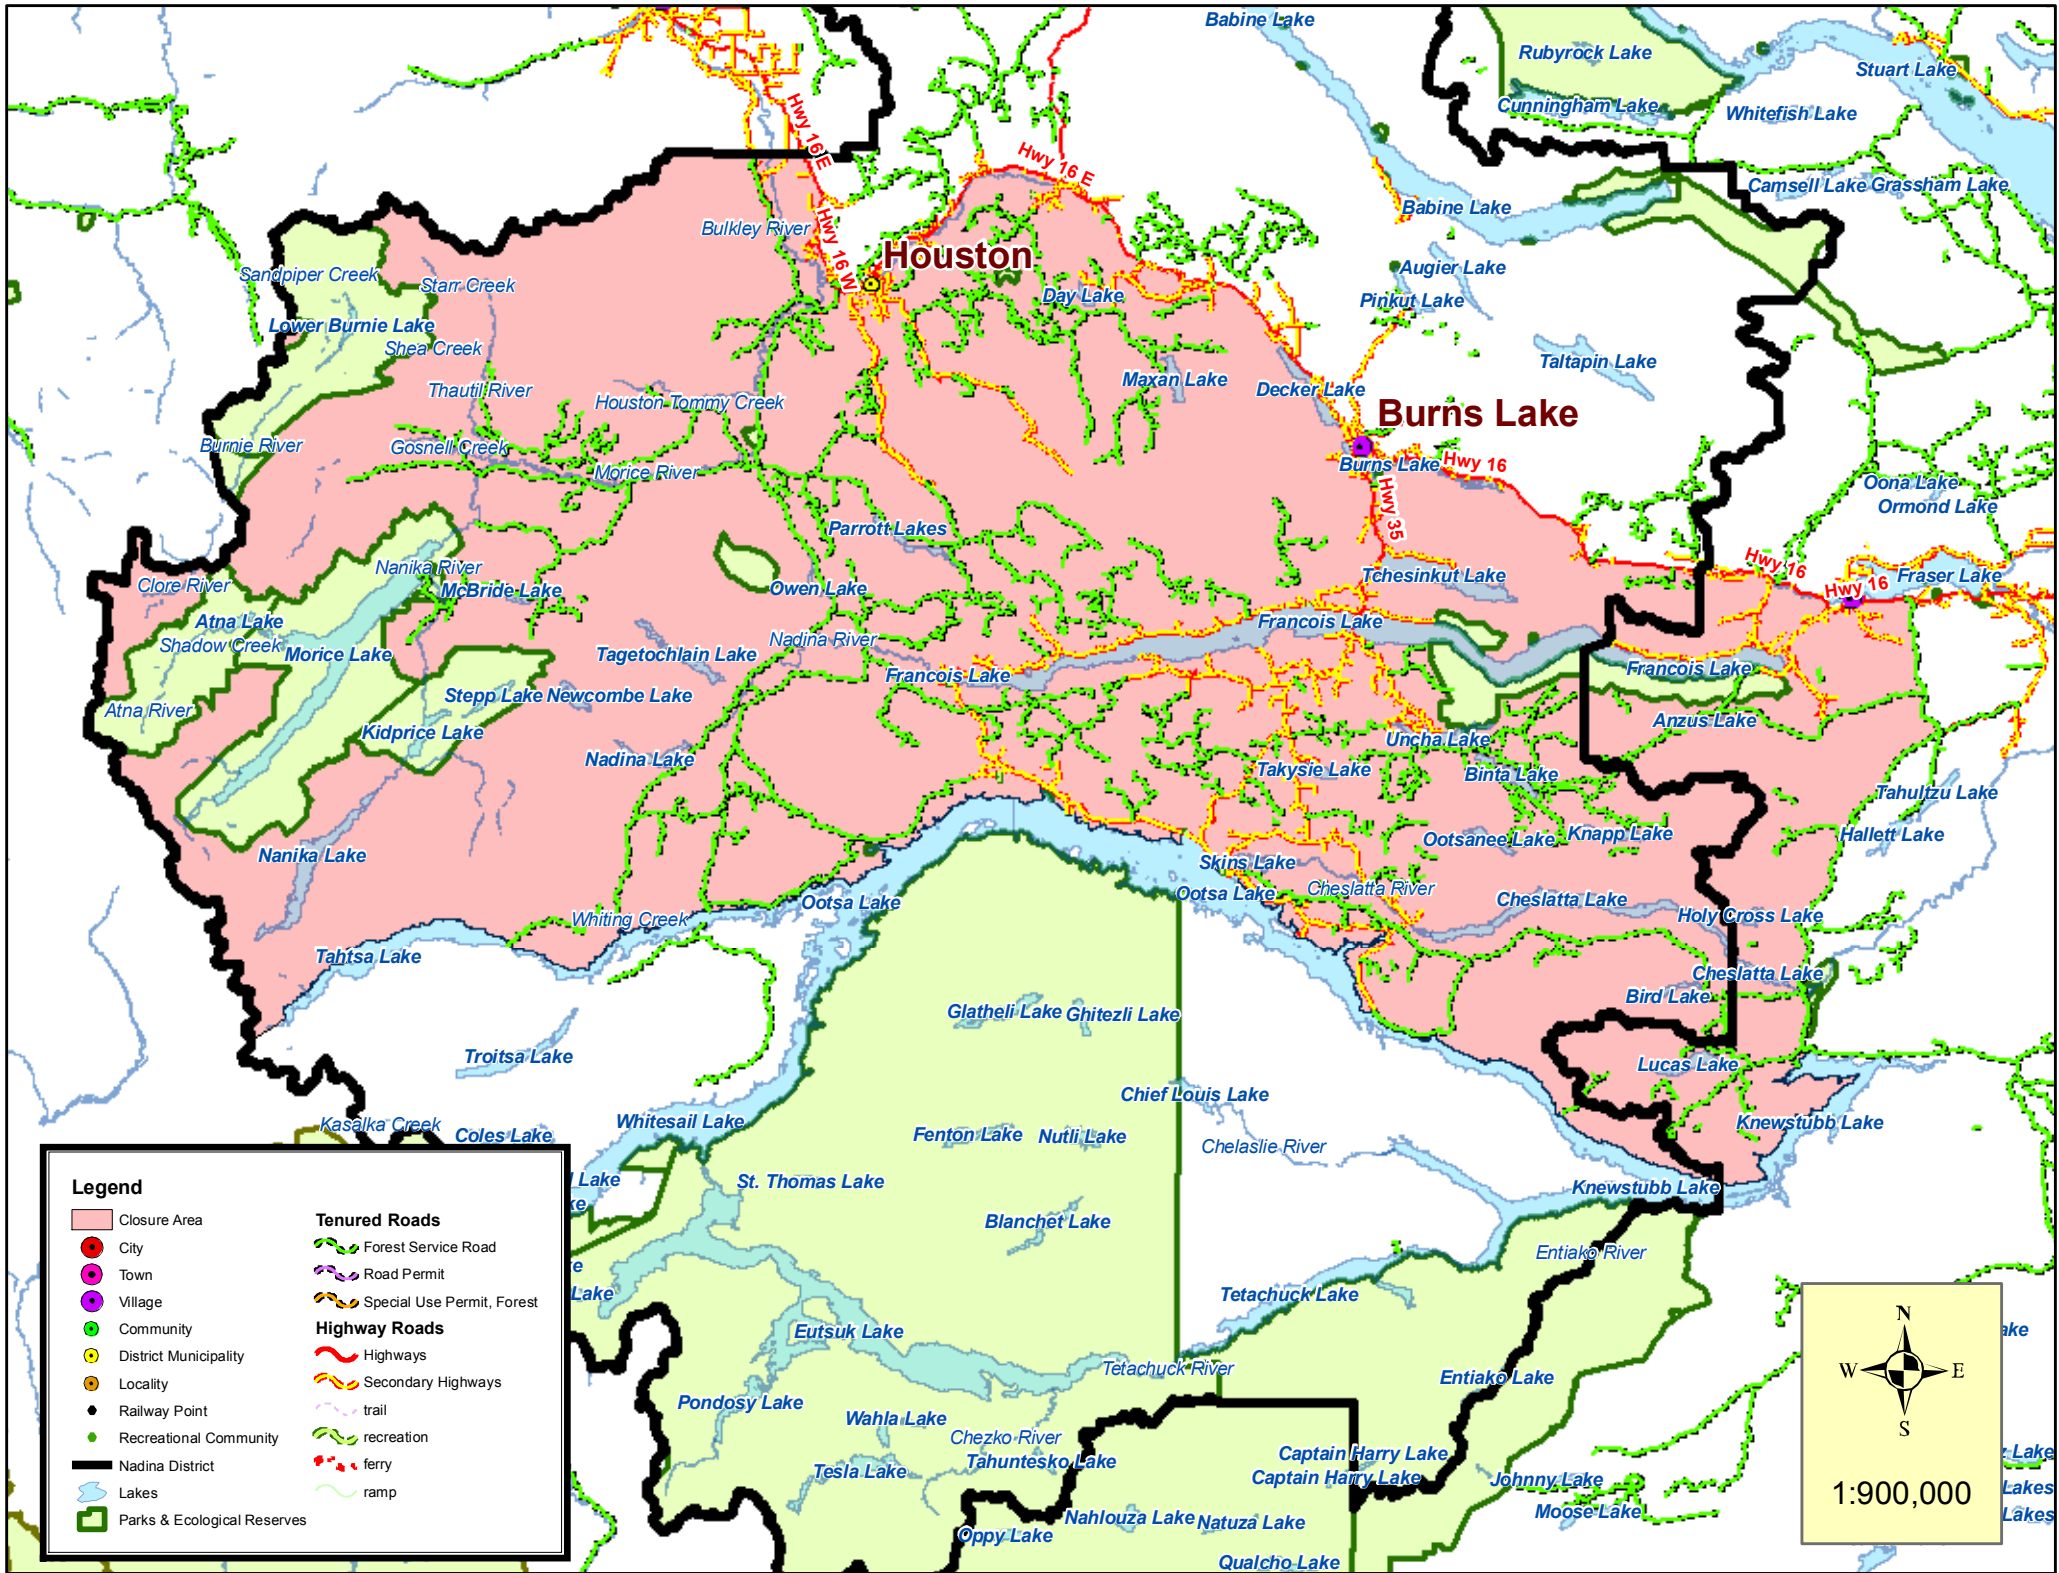 Babine Lake
Rubyrock Lake
Stuart Lake
Cunningham Lake
Whitefish Lake
Hwy 16 E
Hwy 16 E
Camsell Lake
Grassham Lake
Babine Lake
Bulkley River
Hwy 16 W
Houston
Sandpiper Creek
Starr Creek
Augier Lake
Day Lake
Pinkut Lake
Lower Burnie Lake
Shea Creek
Taltapin Lake
Thautil River
Maxan Lake
Decker Lake
Houston Tommy Creek
Burns Lake
Burnie River
Gosnell Creek
Morice River
Burns Lake
Hwy 16
Oona Lake
Hwy 35
Ormond Lake
Parrott Lakes
Nanika River
Hwy 16
Clore River
McBride Lake
Owen Lake
Tchesinkut Lake
Hwy 16
Fraser Lake
Atna Lake
Francois Lake
Shadow Creek
Nadina River
Morice Lake
Tagetochlain Lake
Francois Lake
Francois Lake
Stepp Lake
Newcombe Lake
Atna River
Anzus Lake
Kidprice Lake
Uncha Lake
Nadina Lake
Takysie Lake
Binta Lake
Tahultzu Lake
Ootsanee Lake
Knapp Lake
Hallett Lake
Nanika Lake
Skins Lake
Cheslatta River
Ootsa Lake
Ootsa Lake
Cheslatta Lake
Whiting Creek
Holy Cross Lake
Tahtsa Lake
Cheslatta Lake
Bird Lake
Glatheli Lake
Ghitezli Lake
Troitsa Lake
Lucas Lake
Chief Louis Lake
Whitesail Lake
Kasalka Creek
Coles Lake
Fenton Lake
Nutli Lake
Knewstubb Lake
Chelaslie River
Lake
St. Thomas Lake
Knewstubb Lake
ke
Blanchet Lake
Entiako River
ke
Lake
Tetachuck Lake
Eutsuk Lake
ake
Tetachuck River
Entiako Lake
Pondosy Lake
Wahla Lake
Chezko River
Captain Harry Lake
Tahuntesko Lake
Lake
Tesla Lake
Captain Harry Lake
Johnny Lake
Lakes
Moose Lake
Nahlouza Lake
Natuza Lake
Lakes
Oppy Lake
Qualcho Lake
Legend
Closure Area
City
Town
Village
Community
District Municipality
Locality
Railway Point
Recreational Community
Nadina District
Lakes
Parks & Ecological Reserves
Tenured Roads
Forest Service Road
Road Permit
Special Use Permit, Forest
Highway Roads
Highways
Secondary Highways
trail
recreation
ferry
ramp
N
W E
S
1:900,000